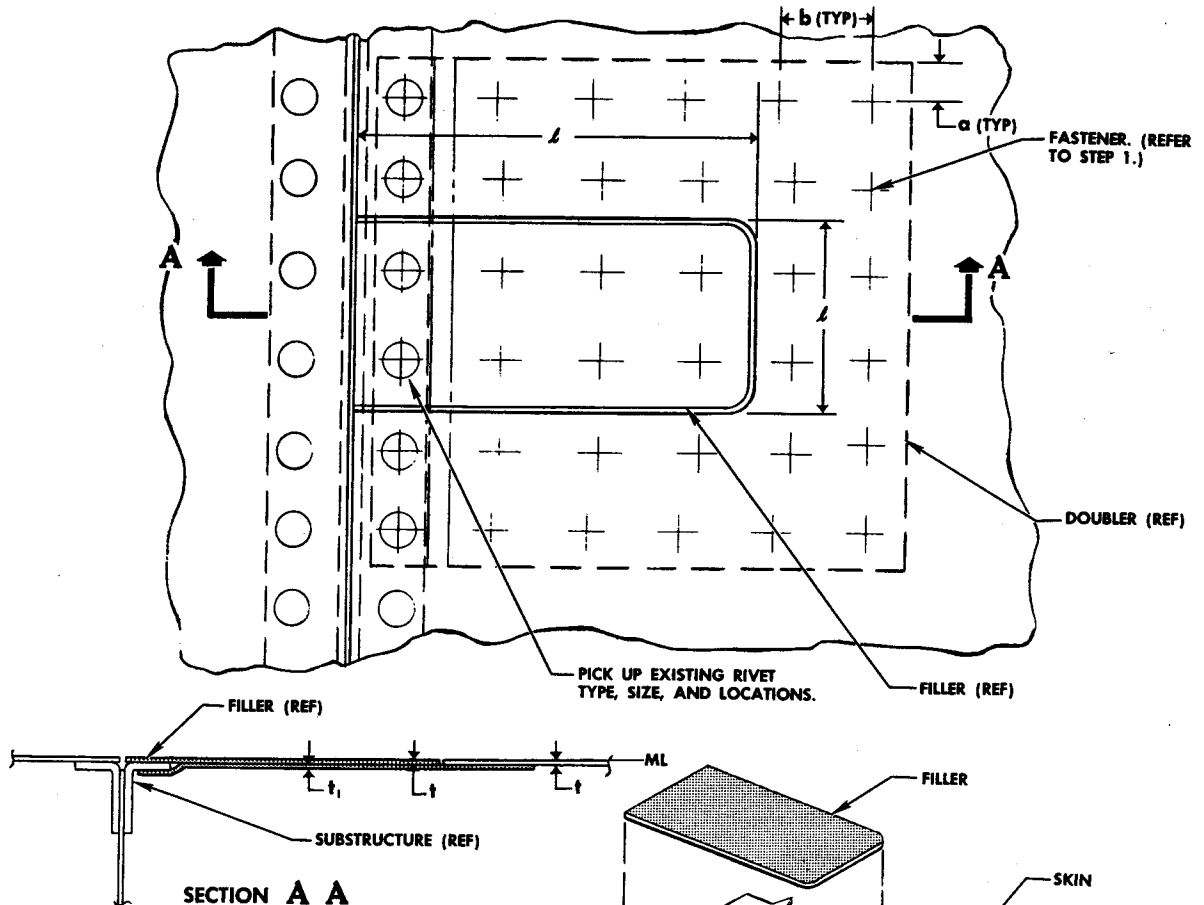 b (TYP)
a (TYP)
l
FASTENER. (REFER
TO STEP 1.)
A
A
l
DOUBLER (REF)
PICK UP EXISTING RIVET
TYPE, SIZE, AND LOCATIONS.
FILLER (REF)
FILLER (REF)
ML
t₁
t
t
FILLER
SUBSTRUCTURE (REF)
SKIN
SECTION A A